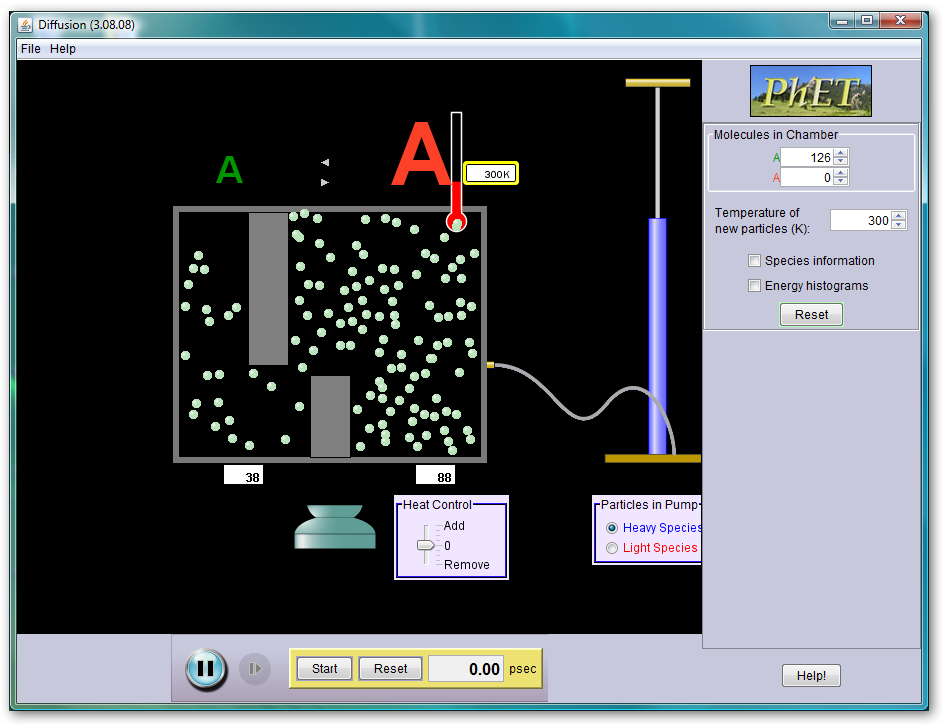 Diffusion (3.08.08)
File Help
PhET
Molecules in Chamber
A 126
A 0
A A
300K
Temperature of
new particles (K): 300
Species information
Energy histograms
Reset
38 88
Heat Control
Add
0
Remove
Particles in Pump
Heavy Species
Light Species
Start Reset 0.00 psec
Help!